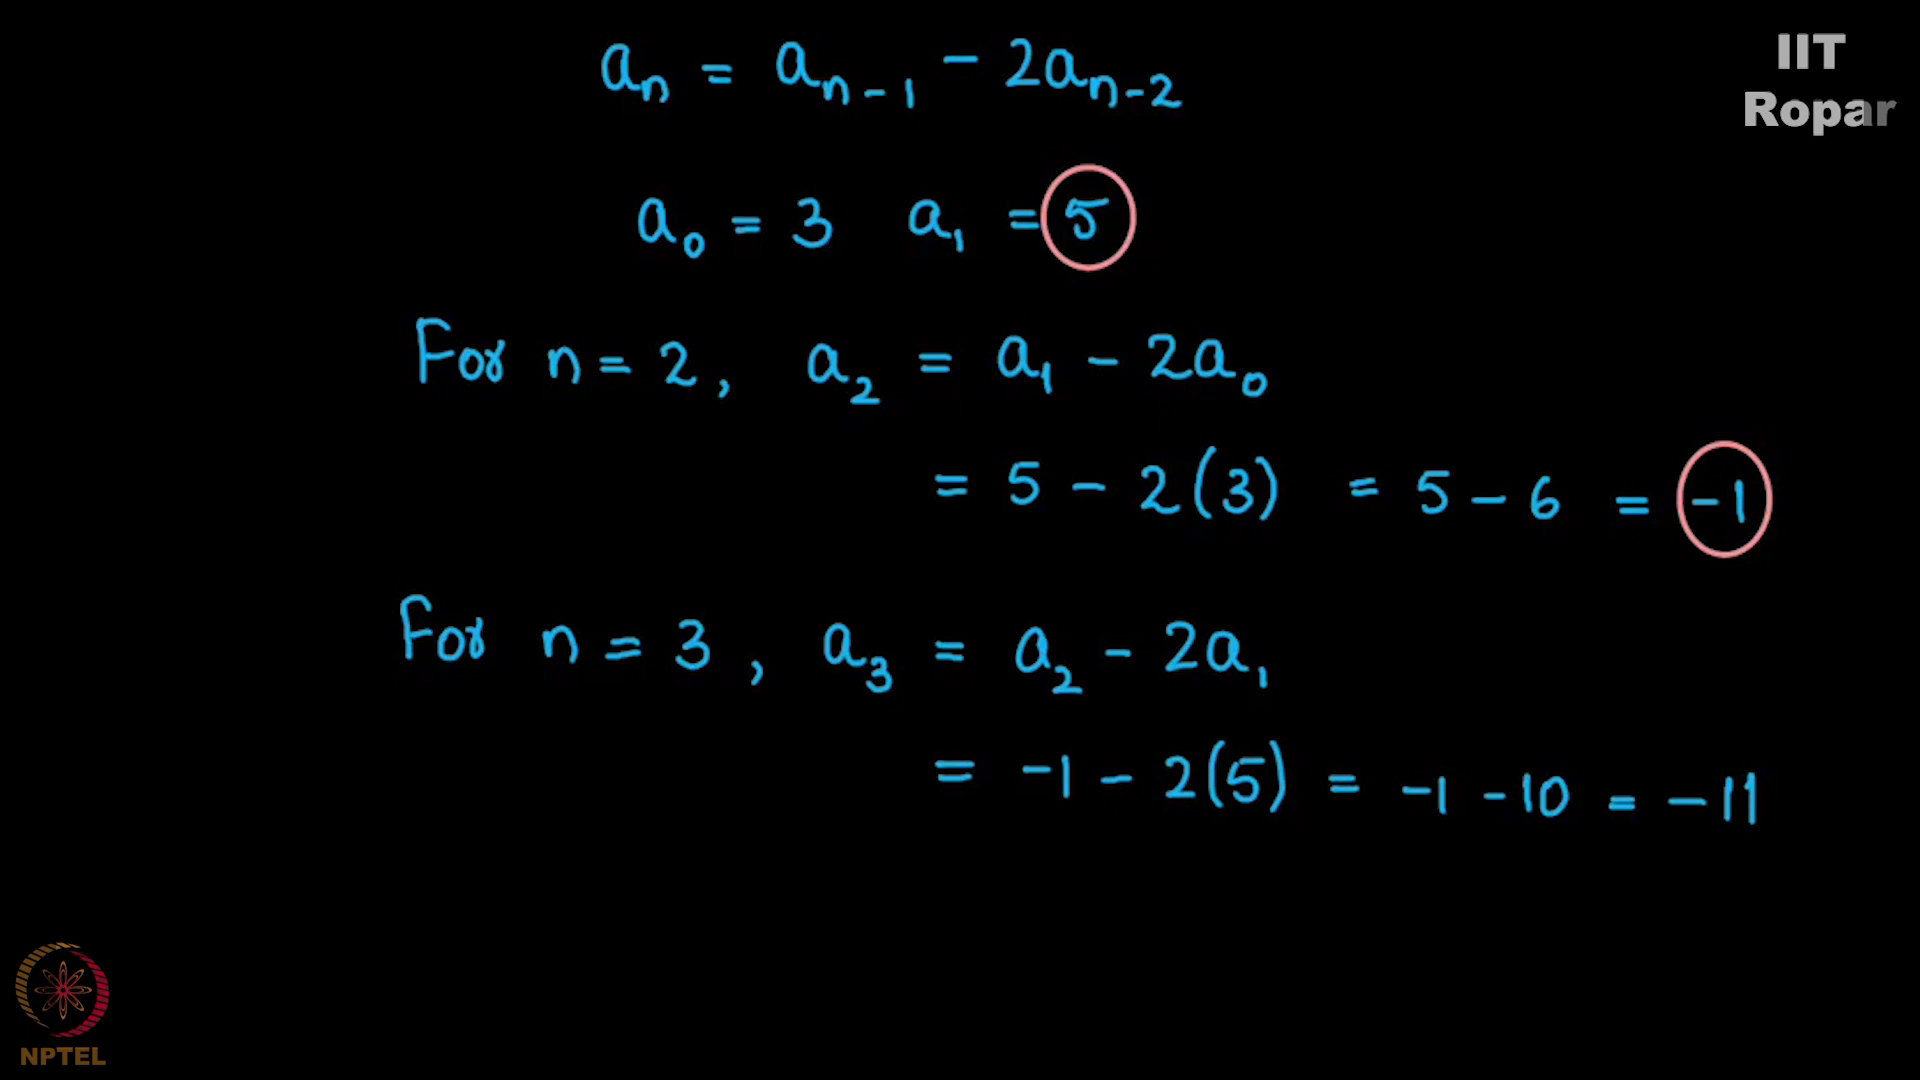 aₙ = aₙ₋₁ - 2aₙ₋₂
IIT
Ropar
a₀ = 3 a₁ = 5
For n = 2, a₂ = a₁ - 2a₀
= 5 - 2(3) = 5 - 6 = -1
For n = 3, a₃ = a₂ - 2a₁
= -1 - 2(5) = -1 - 10 = -11
NPTEL